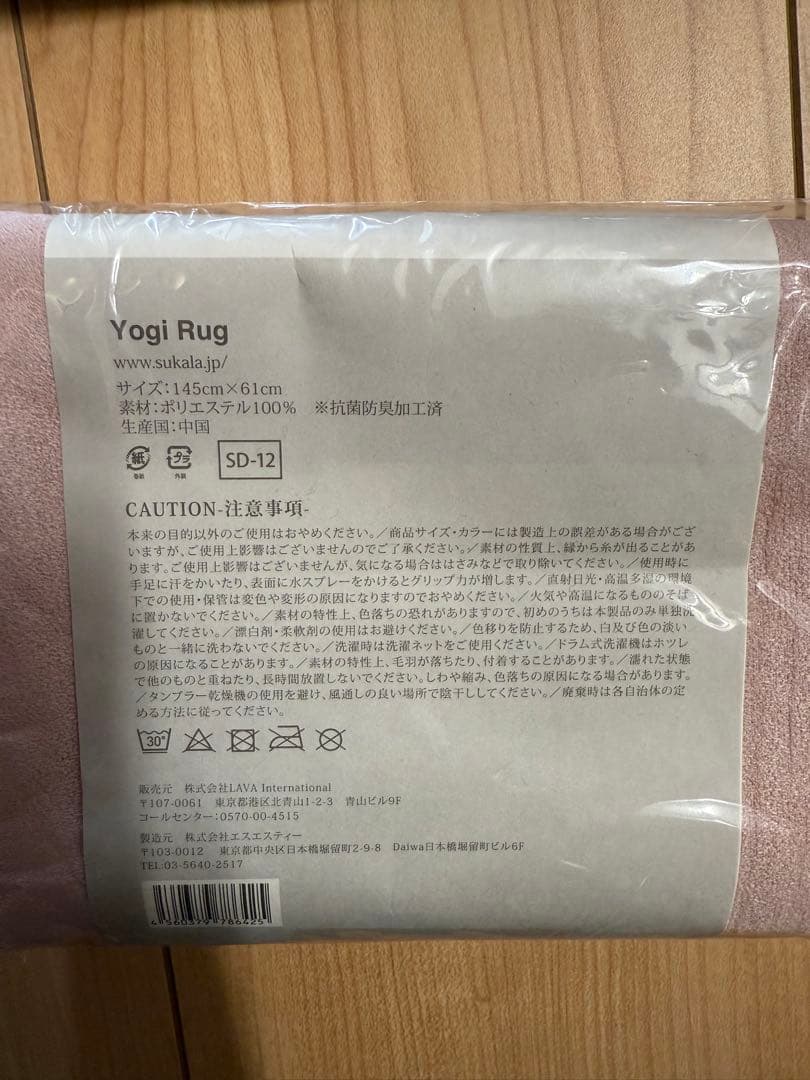 Yogi Rug
www.sukala.jp/
サイズ：145cm×61cm
素材：ポリエステル100%　※抗菌防臭加工済
生産国：中国
紙 プラ SD-12
巻紙 外装
CAUTION-注意事項-
本来の目的以外のご使用はおやめください。／商品サイズ・カラーには製造上の誤差がある場合がござ
いますが、ご使用上影響はございませんのでご了承ください。／素材の性質上、縁から糸が出ることがあ
ります。ご使用上影響はございませんが、気になる場合ははさみなどで取り除いてください。／使用時に
手足に汗をかいたり、表面に水スプレーをかけるとグリップ力が増します。／直射日光・高温多湿の環境
下での使用・保管は変色や変形の原因になりますのでおやめください。／火気や高温になるもののそば
に置かないでください。／素材の特性上、色落ちの恐れがありますので、初めのうちは本製品のみ単独洗
濯してください。／漂白剤・柔軟剤の使用はお避けください。／色移りを防止するため、白及び色の淡い
ものと一緒に洗わないでください。／洗濯時は洗濯ネットをご使用ください。／ドラム式洗濯機はホツレ
の原因になることがあります。／素材の特性上、毛羽が落ちたり、付着することがあります。／濡れた状態
で他のものと重ねたり、長時間放置しないでください。しわや縮み、色落ちの原因になる場合があります。
／タンブラー乾燥機の使用を避け、風通しの良い場所で陰干ししてください。／廃棄時は各自治体の定
める方法に従ってください。
30°
販売元　株式会社LAVA International
〒107-0061　東京都港区北青山1-2-3　青山ビル9F
コールセンター：0570-00-4515
製造元　株式会社エスエスティー
〒103-0012　東京都中央区日本橋堀留町2-9-8　Daiwa日本橋堀留町ビル6F
TEL:03-5640-2517
4 560379 786425